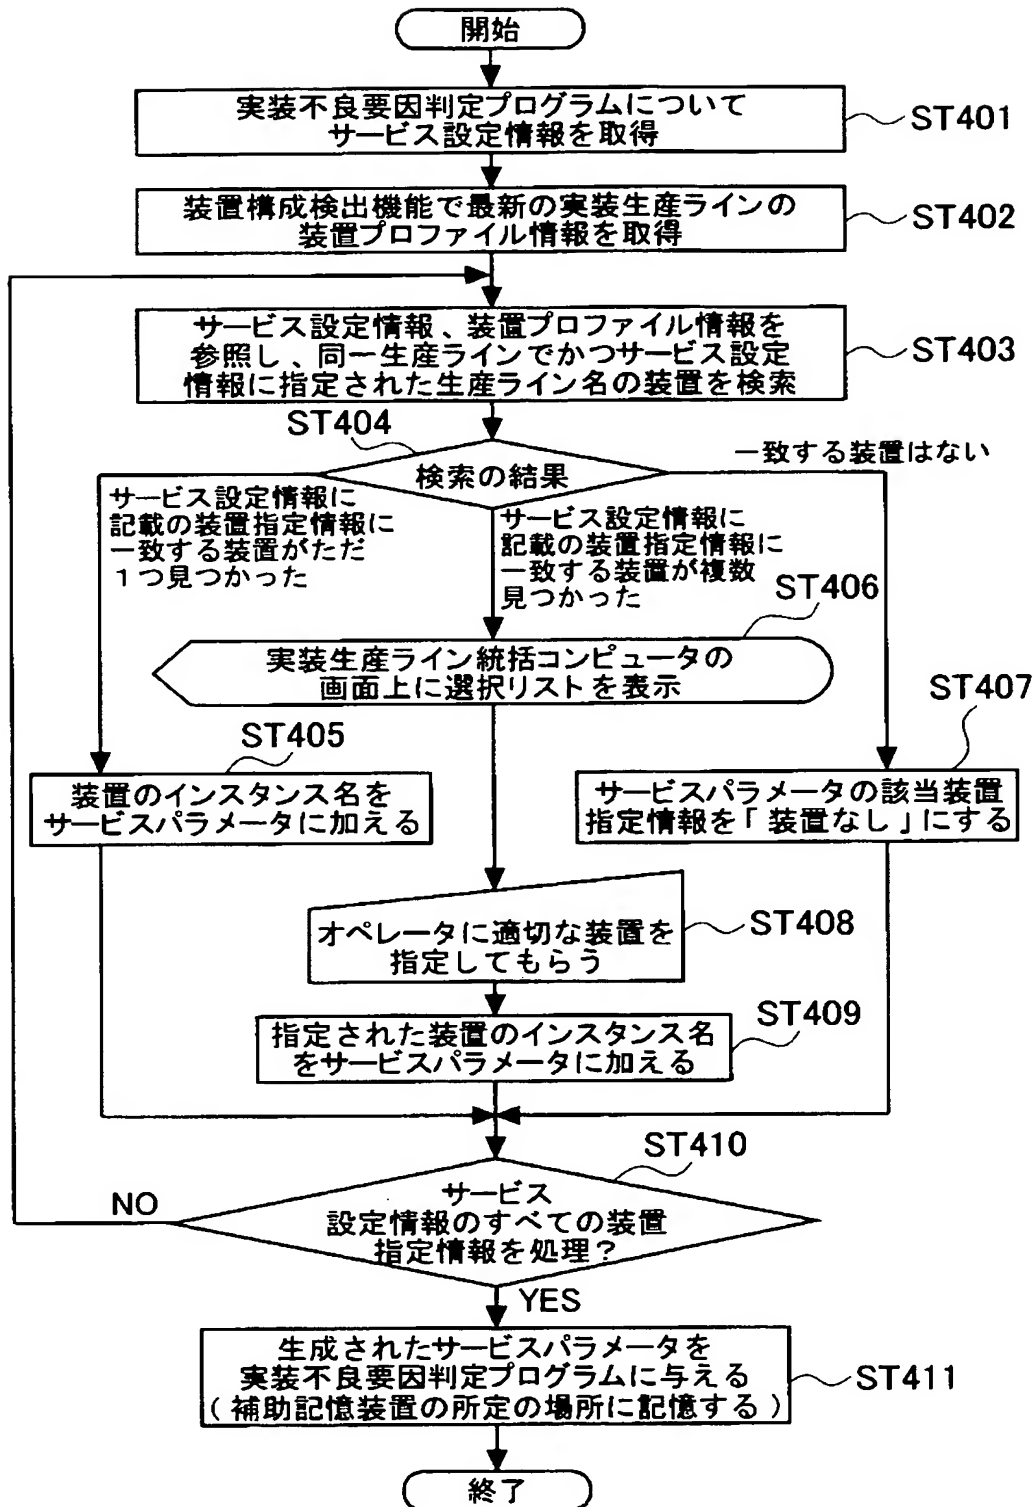 開始
実装不良要因判定プログラムについて
サービス設定情報を取得
ST401
装置構成検出機能で最新の実装生産ラインの
装置プロファイル情報を取得
ST402
サービス設定情報、装置プロファイル情報を
参照し、同一生産ラインでかつサービス設定
情報に指定された生産ライン名の装置を検索
ST403
ST404
検索の結果
一致する装置はない
サービス設定情報に
記載の装置指定情報に
一致する装置がただ
1つ見つかった
サービス設定情報に
記載の装置指定情報に
一致する装置が複数
見つかった
ST406
実装生産ライン統括コンピュータの
画面上に選択リストを表示
ST407
ST405
装置のインスタンス名を
サービスパラメータに加える
サービスパラメータの該当装置
指定情報を「装置なし」にする
オペレータに適切な装置を
指定してもらう
ST408
ST409
指定された装置のインスタンス名
をサービスパラメータに加える
ST410
NO
サービス
設定情報のすべての装置
指定情報を処理?
YES
生成されたサービスパラメータを
実装不良要因判定プログラムに与える
(補助記憶装置の所定の場所に記憶する)
ST411
終了